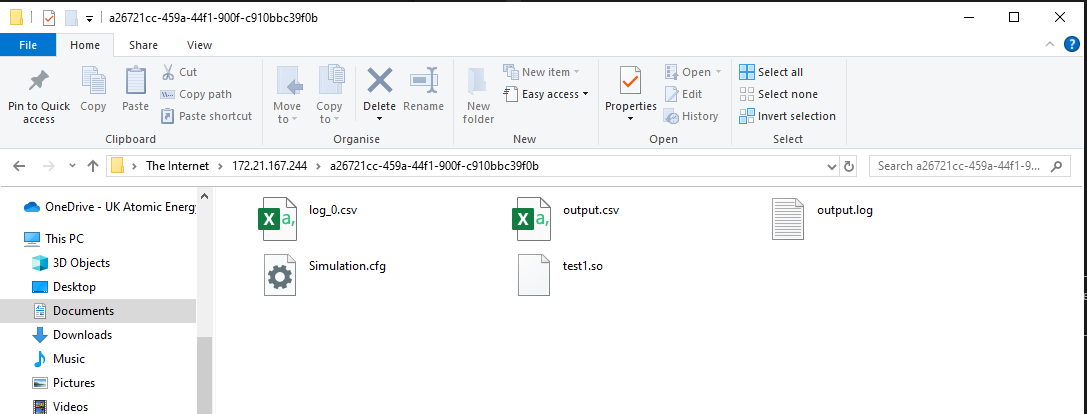 a26721cc-459a-44f1-900f-c910bbc39f0b
File Home Share View
Pin to Quick access
Copy
Paste
Cut
Copy path
Paste shortcut
Clipboard
Move to
Copy to
Delete
Rename
Organise
New folder
New item
Easy access
New
Properties
Open
Edit
History
Open
Select all
Select none
Invert selection
Select
The Internet > 172.21.167.244 > a26721cc-459a-44f1-900f-c910bbc39f0b
Search a26721cc-459a-44f1-9...
OneDrive - UK Atomic Energy
This PC
3D Objects
Desktop
Documents
Downloads
Music
Pictures
Videos
log_0.csv
output.csv
output.log
Simulation.cfg
test1.so